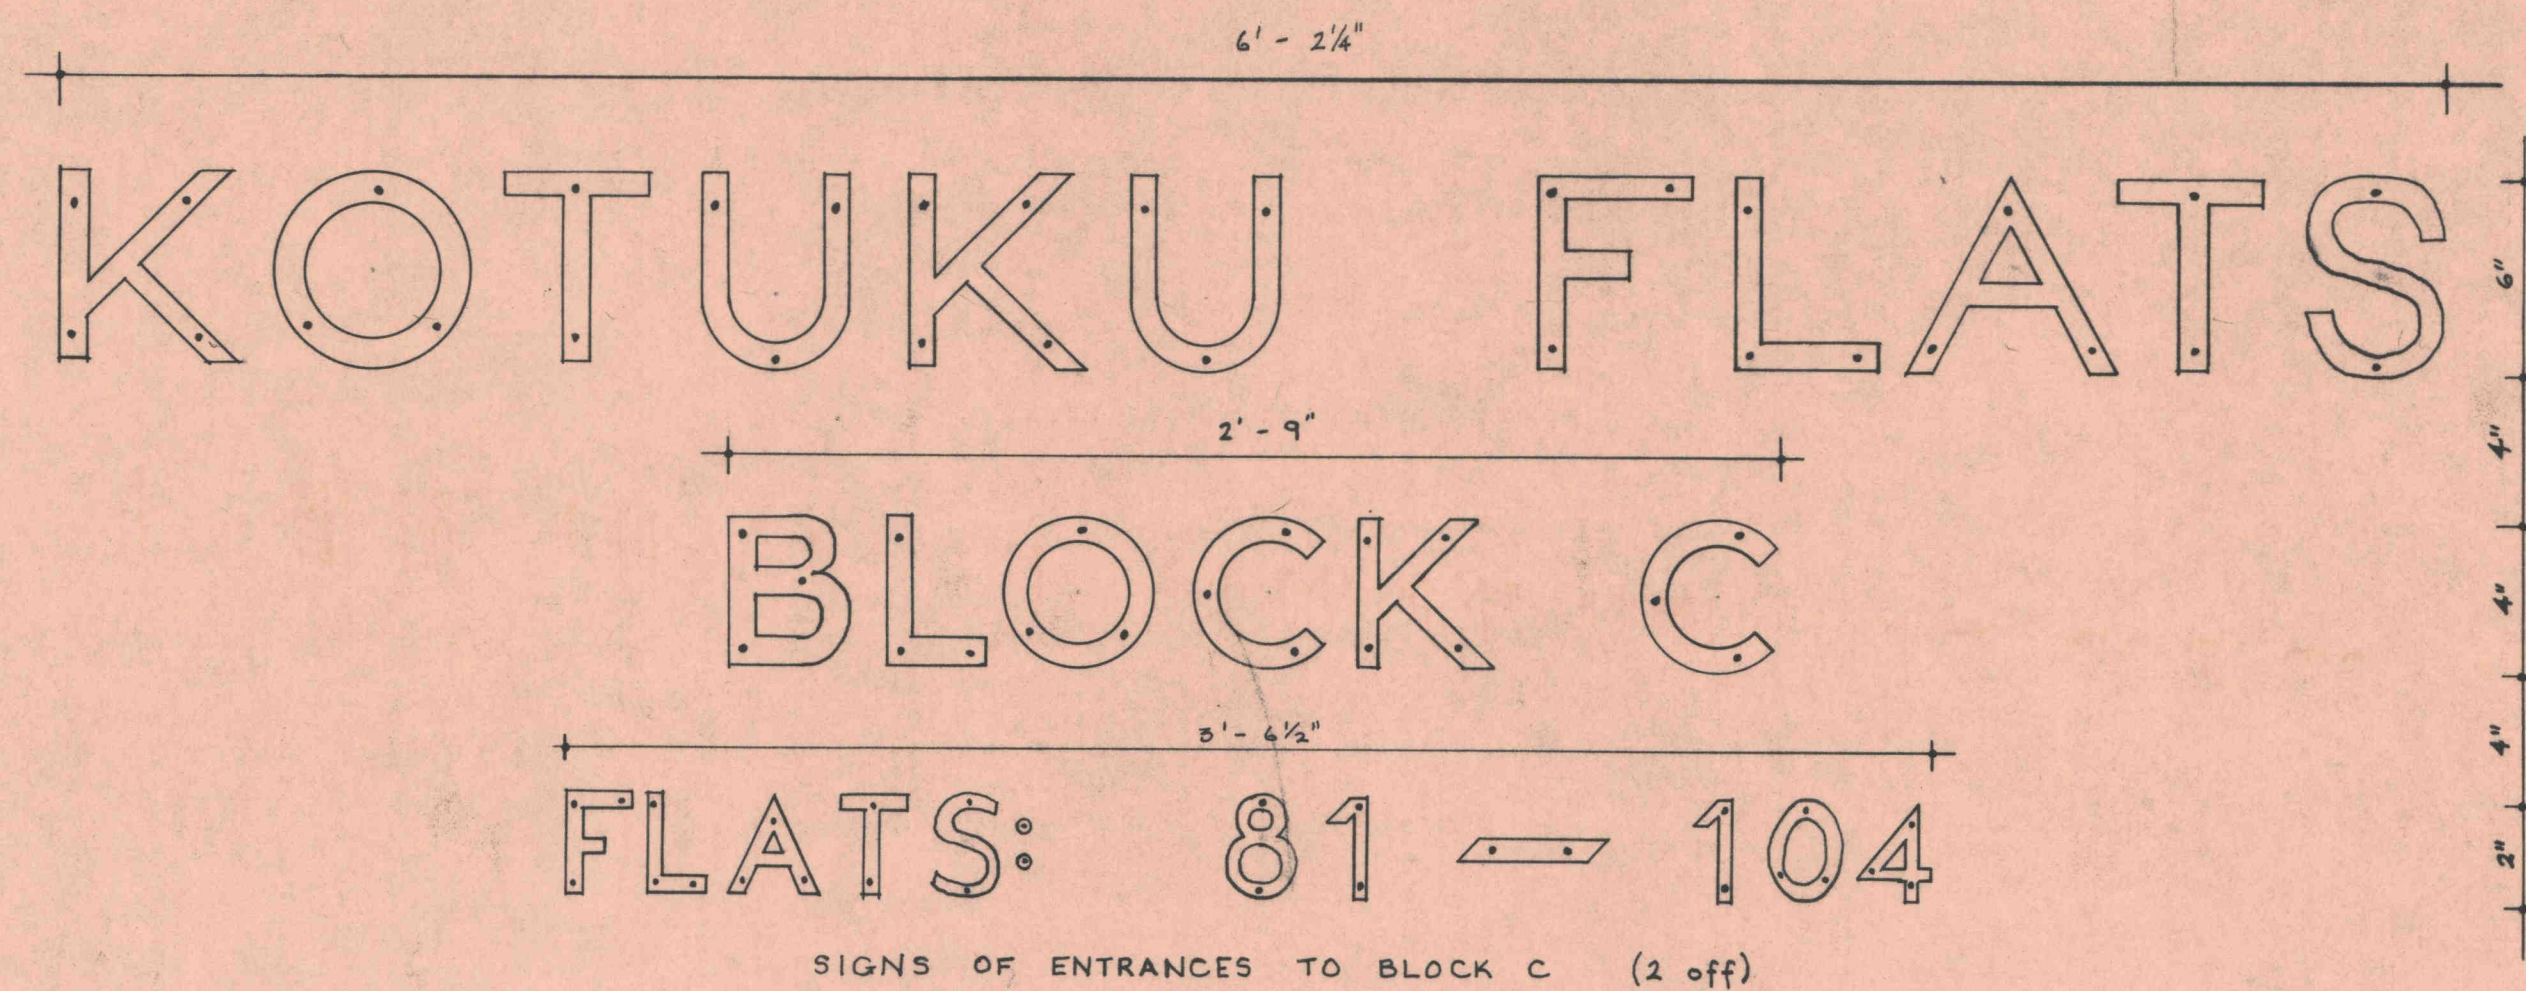 6' - 2¼"
KOTUKU FLATS
6"
2' - 9"
4"
BLOCK C
4"
3' - 6½"
4"
FLATS: 81 — 104
2"
SIGNS OF ENTRANCES TO BLOCK C (2 off)